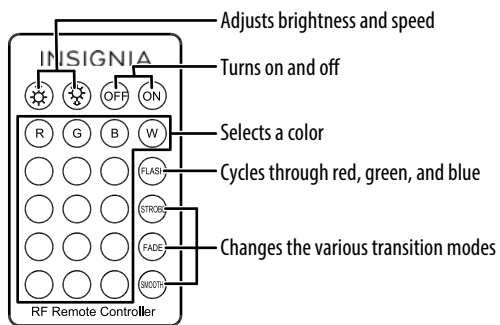 Adjusts brightness and speed
INSIGNIA
Turns on and off
OFF ON
R G B W
Selects a color
FLASH
Cycles through red, green, and blue
STROBE
FADE
Changes the various transition modes
SMOOTH
RF Remote Controller